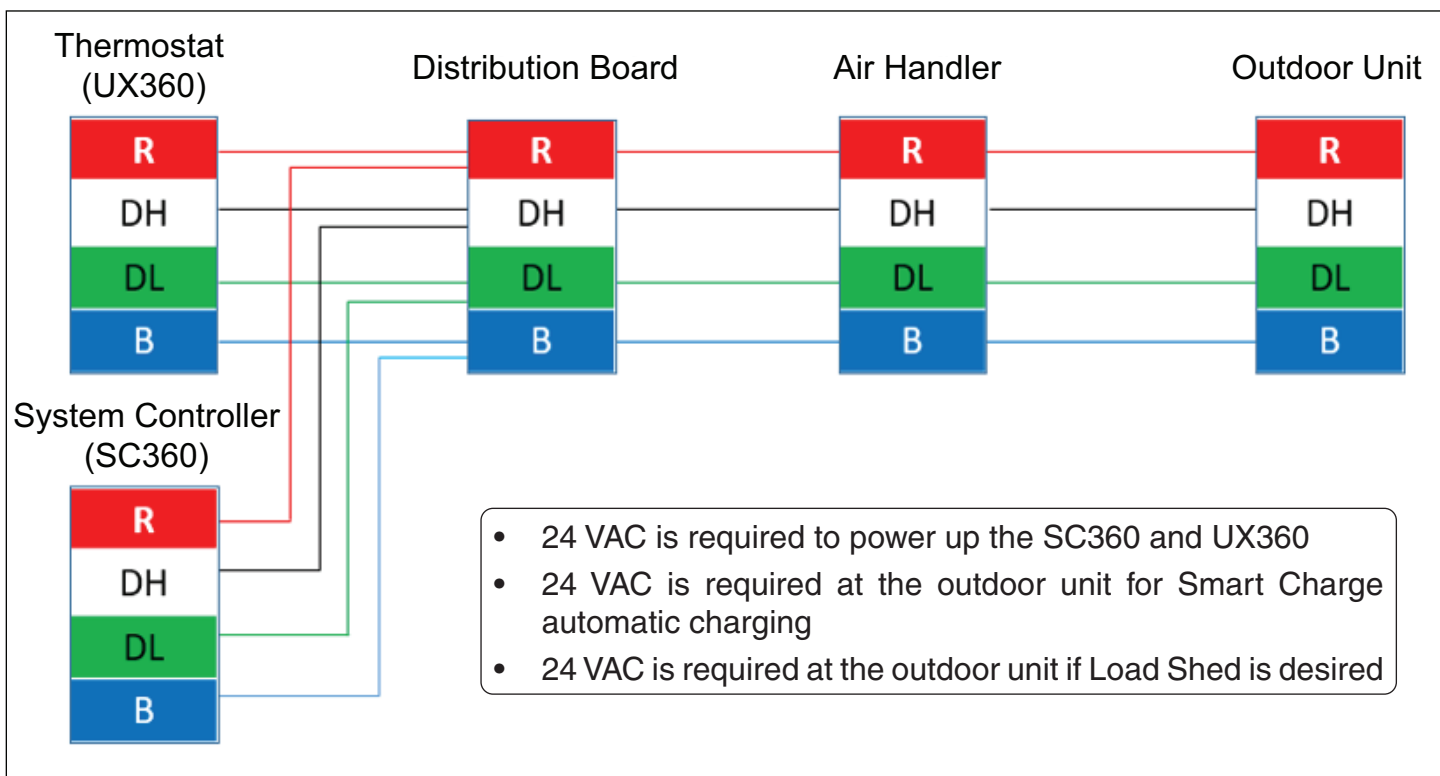 Thermostat
(UX360)
Distribution Board
Air Handler
Outdoor Unit
R
DH
DL
B
R
DH
DL
B
R
DH
DL
B
R
DH
DL
B
System Controller
(SC360)
R
DH
DL
B
• 24 VAC is required to power up the SC360 and UX360
• 24 VAC is required at the outdoor unit for Smart Charge
automatic charging
• 24 VAC is required at the outdoor unit if Load Shed is desired